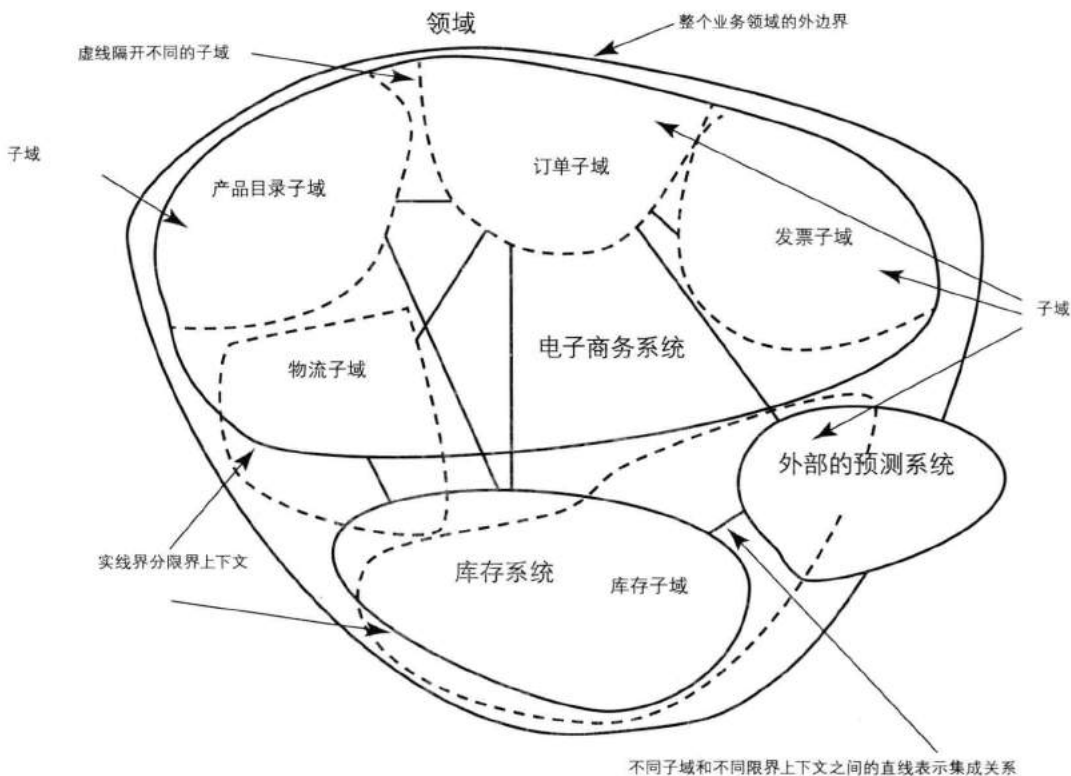 领域
整个业务领域的外边界
虚线隔开不同的子域
子域
产品目录子域
订单子域
发票子域
子域
电子商务系统
物流子域
外部的预测系统
实线界分限界上下文
库存系统
库存子域
不同子域和不同限界上下文之间的直线表示集成关系